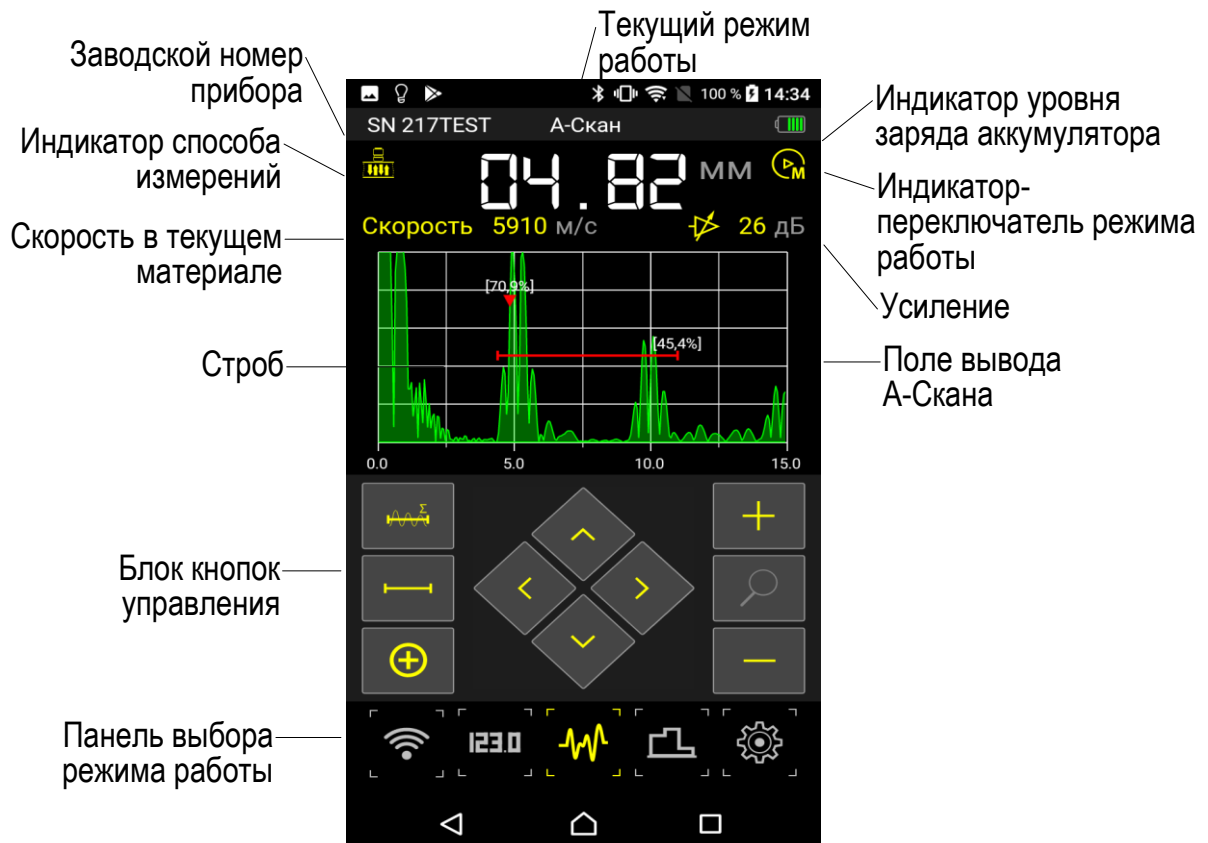 Текущий режим
работы
Заводской номер
прибора
100 % 14:34
Индикатор уровня
заряда аккумулятора
SN 217TEST А-Скан
Индикатор способа
измерений
04.82 мм
M
Индикатор-
переключатель режима
работы
Скорость 5910 м/с 26 дБ
Скорость в текущем
материале
Усиление
[70,9%]
[45,4%]
Строб
Поле вывода
А-Скана
0.0 5.0 10.0 15.0
Σ
Блок кнопок
управления
Панель выбора
режима работы
123.0